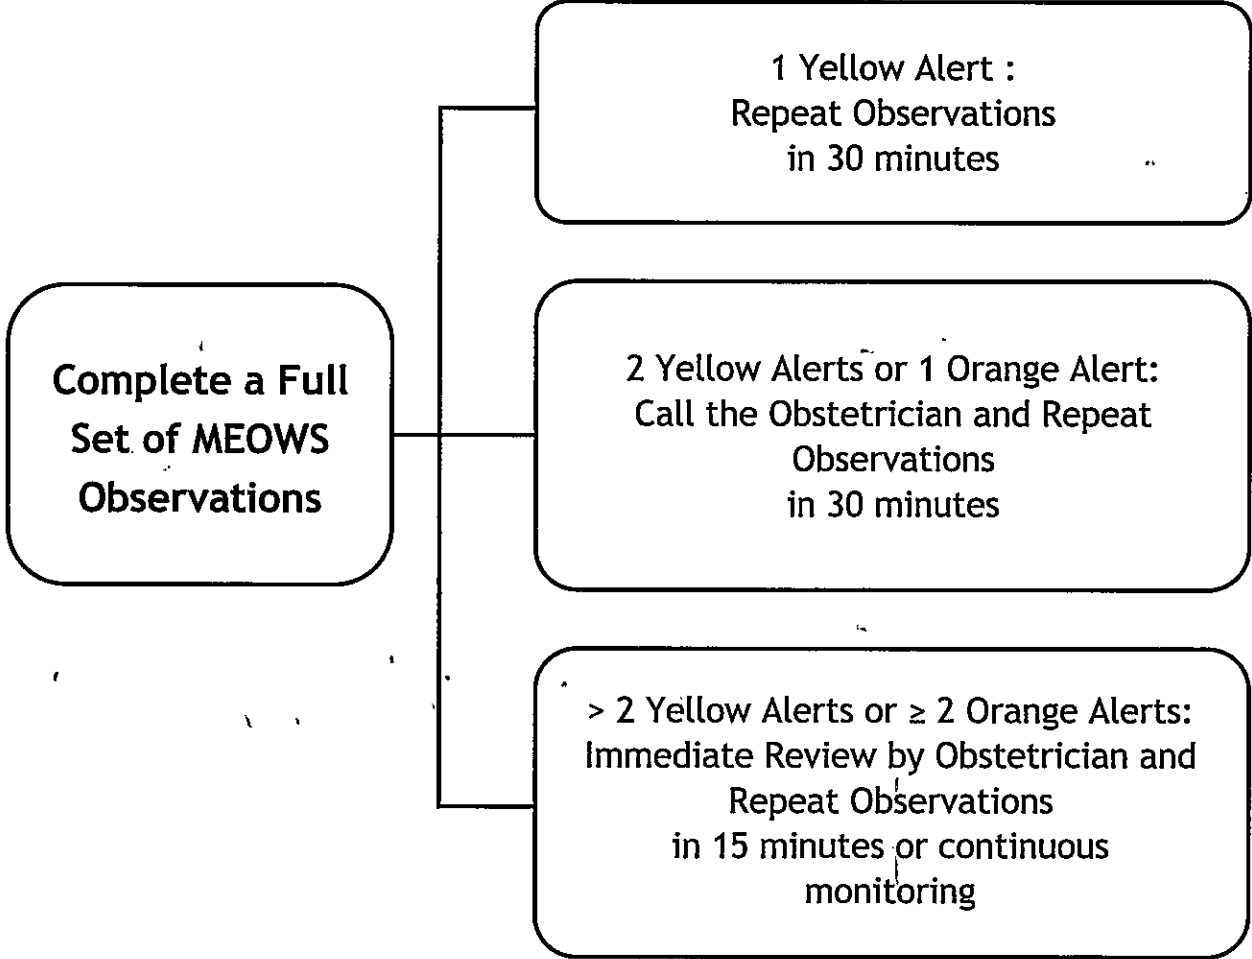 1 Yellow Alert :
Repeat Observations
in 30 minutes
Complete a Full
Set of MEOWS
Observations
2 Yellow Alerts or 1 Orange Alert:
Call the Obstetrician and Repeat
Observations
in 30 minutes
> 2 Yellow Alerts or ≥ 2 Orange Alerts:
Immediate Review by Obstetrician and
Repeat Observations
in 15 minutes or continuous
monitoring